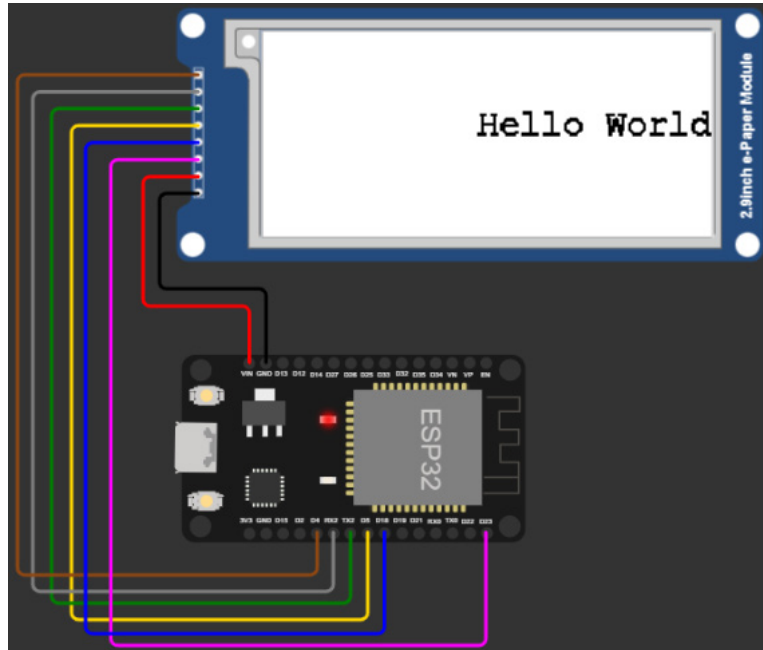 Hello World
2.9inch e-Paper Module
VIN GND D13 D12 D14 D27 D26 D25 D33 D32 D35 D34 VN VP EN
ESP32
3V3 GND D15 D2 D4 RX2 TX2 D5 D18 D19 D21 RX0 TX0 D22 D23